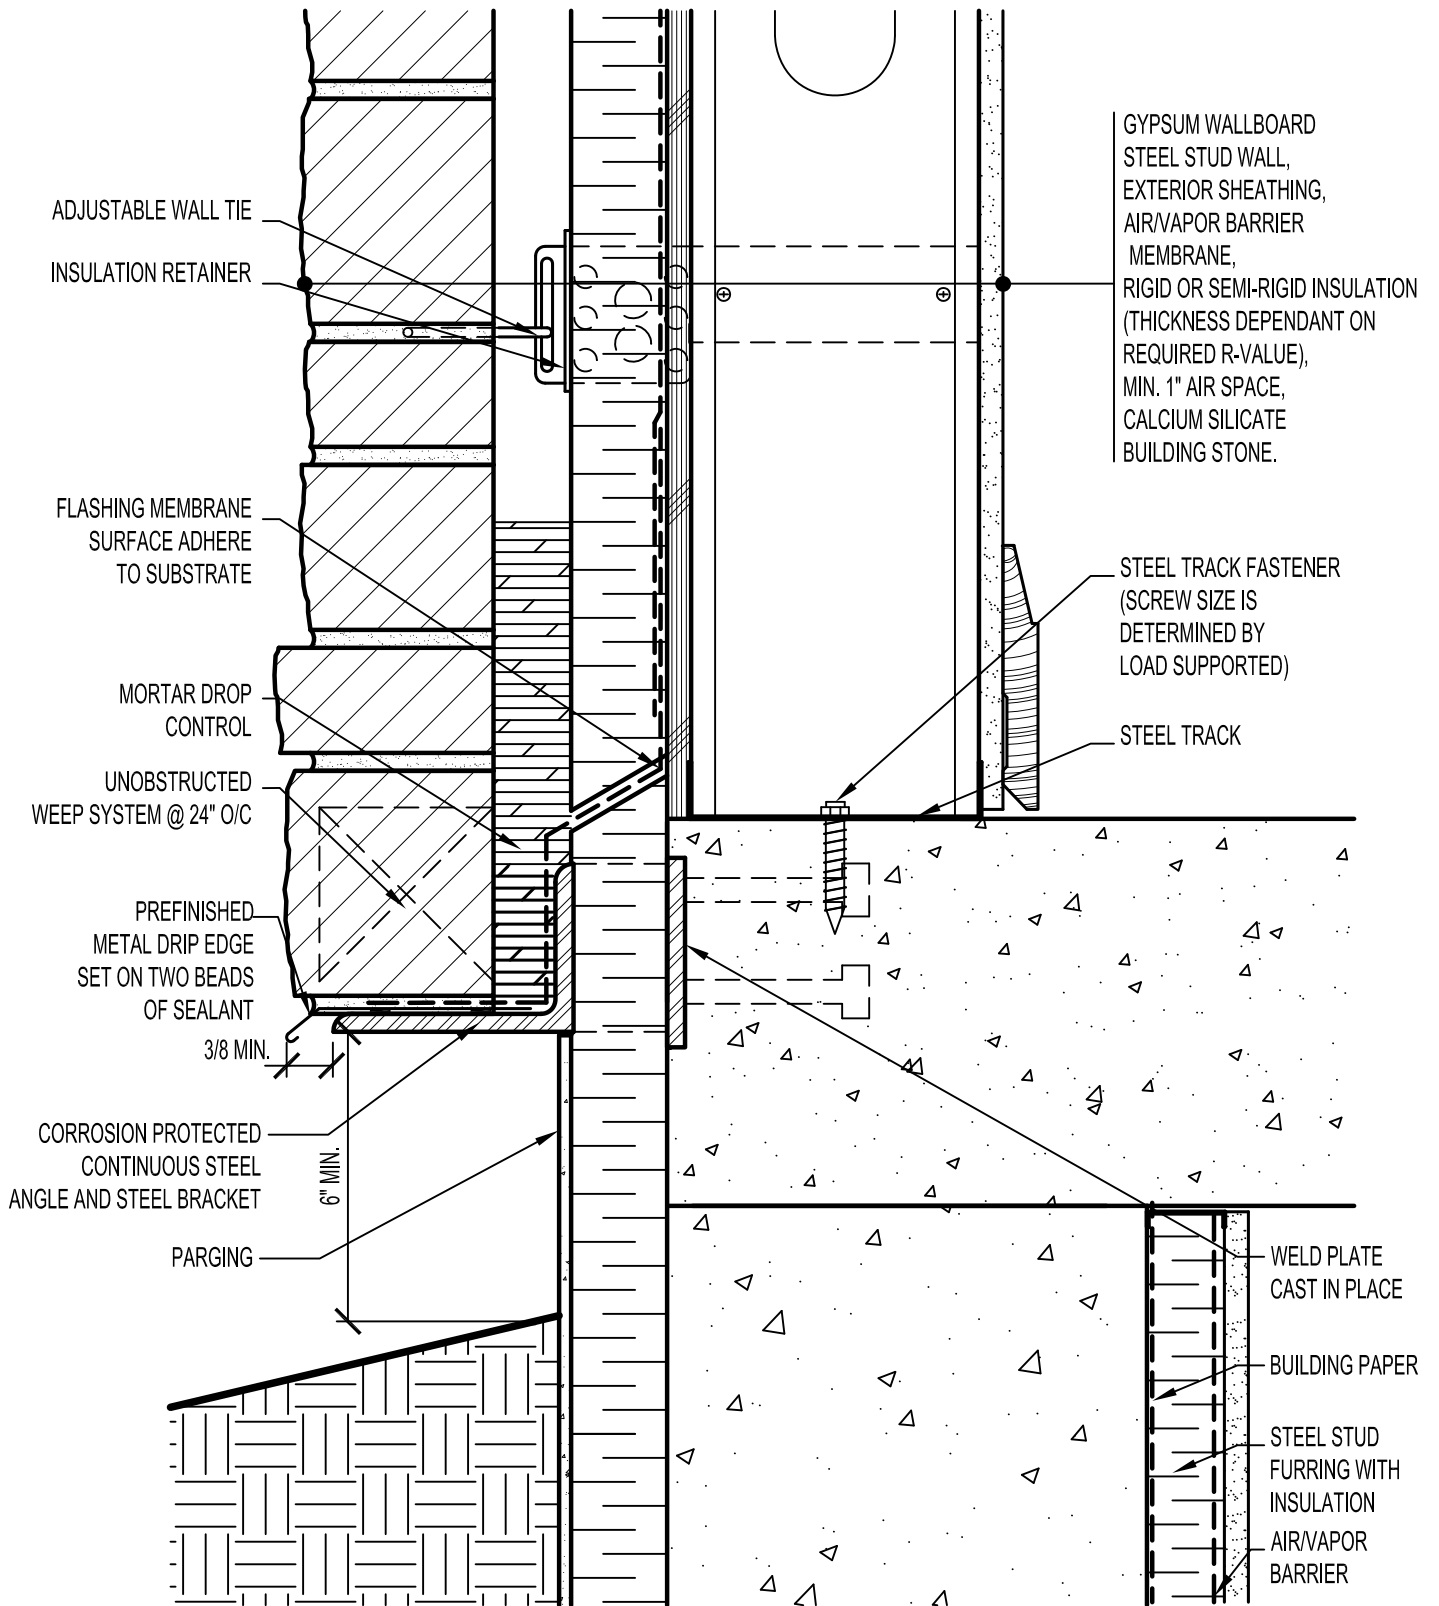 ADJUSTABLE WALL TIE
INSULATION RETAINER
FLASHING MEMBRANE
SURFACE ADHERE
TO SUBSTRATE
MORTAR DROP
CONTROL
UNOBSTRUCTED
WEEP SYSTEM @ 24" O/C
PREFINISHED
METAL DRIP EDGE
SET ON TWO BEADS
OF SEALANT
3/8 MIN.
CORROSION PROTECTED
CONTINUOUS STEEL
ANGLE AND STEEL BRACKET
6" MIN.
PARGING
GYPSUM WALLBOARD
STEEL STUD WALL,
EXTERIOR SHEATHING,
AIR/VAPOR BARRIER
MEMBRANE,
RIGID OR SEMI-RIGID INSULATION
(THICKNESS DEPENDANT ON
REQUIRED R-VALUE),
MIN. 1" AIR SPACE,
CALCIUM SILICATE
BUILDING STONE.
STEEL TRACK FASTENER
(SCREW SIZE IS
DETERMINED BY
LOAD SUPPORTED)
STEEL TRACK
WELD PLATE
CAST IN PLACE
BUILDING PAPER
STEEL STUD
FURRING WITH
INSULATION
AIR/VAPOR
BARRIER